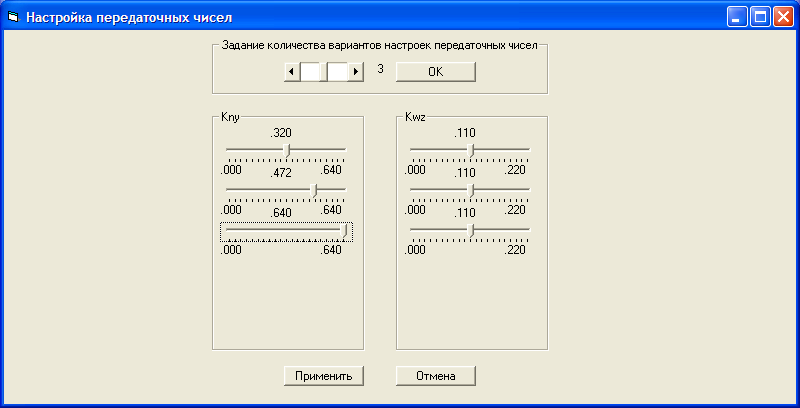 Настройка передаточных чисел
Задание количества вариантов настроек передаточных чисел
3 OK
Kny Kwz
.320 .110
.000 .472 .640 .000 .110 .220
.000 .640 .640 .000 .110 .220
.000 .640 .000 .220
Применить Отмена